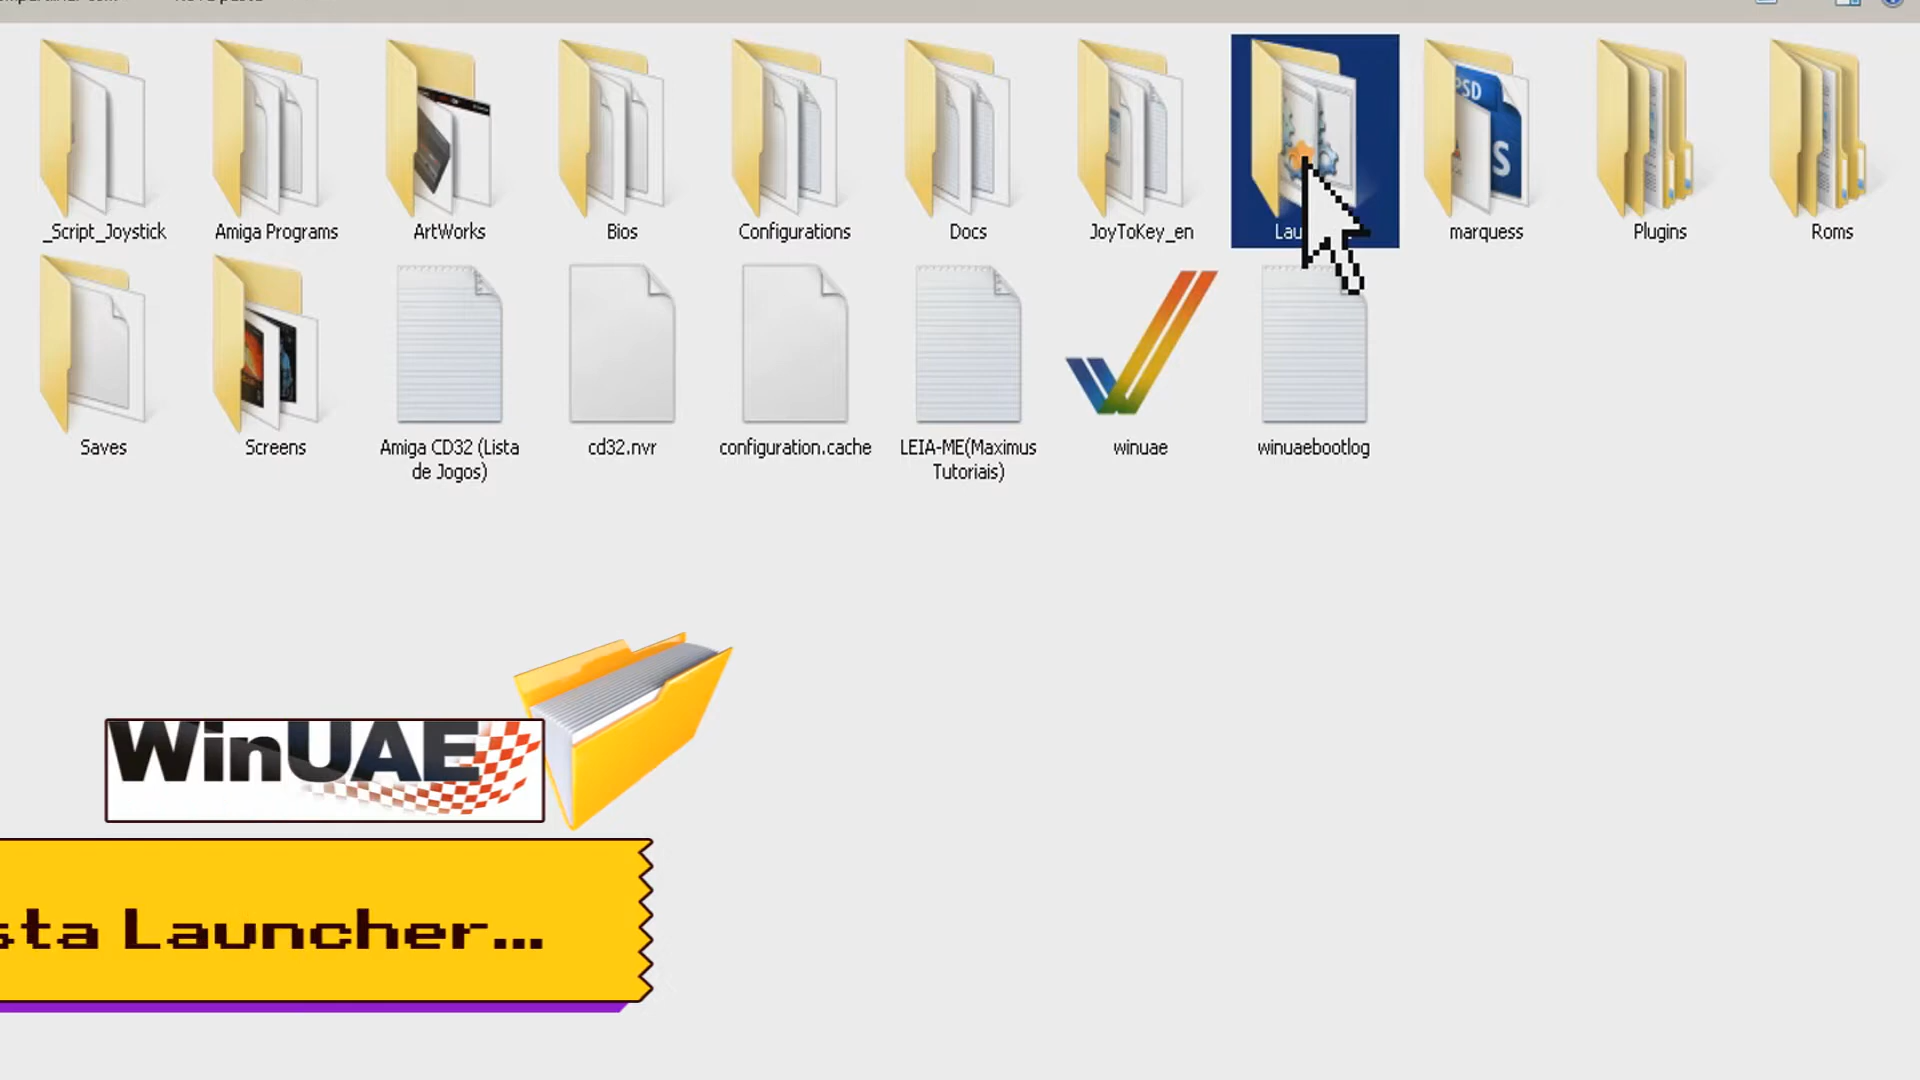 _Script_Joystick
Amiga Programs
ArtWorks
Bios
Configurations
Docs
JoyToKey_en
Lau
marquess
Plugins
Roms
PSD
S
Saves
Screens
Amiga CD32 (Lista
de Jogos)
cd32.nvr
configuration.cache
LEIA-ME(Maximus
Tutoriais)
winuae
winuaebootlog
WinUAE
sta Launcher...